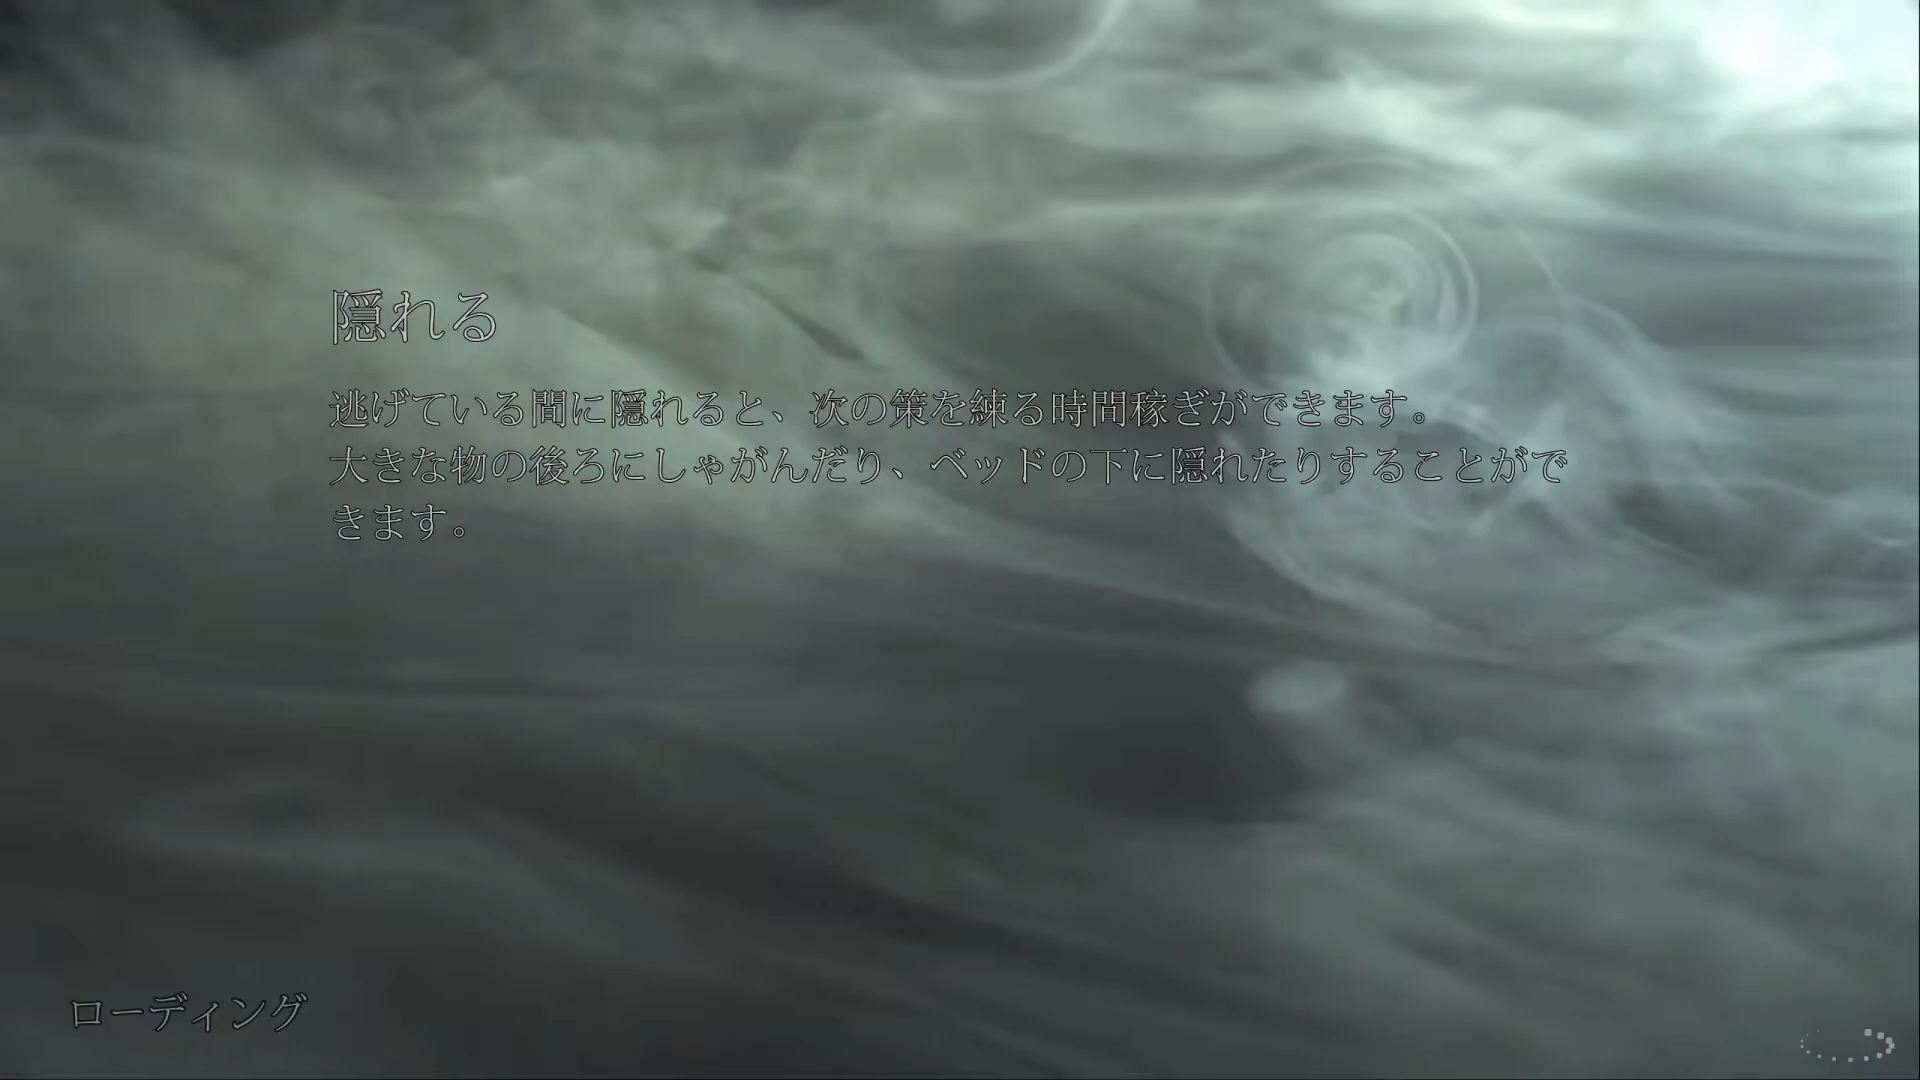 隠れる
逃げている間に隠れると、次の策を練る時間稼ぎができます。
大きな物の後ろにしゃがんだり、ベッドの下に隠れたりすることがで
きます。
ローディング